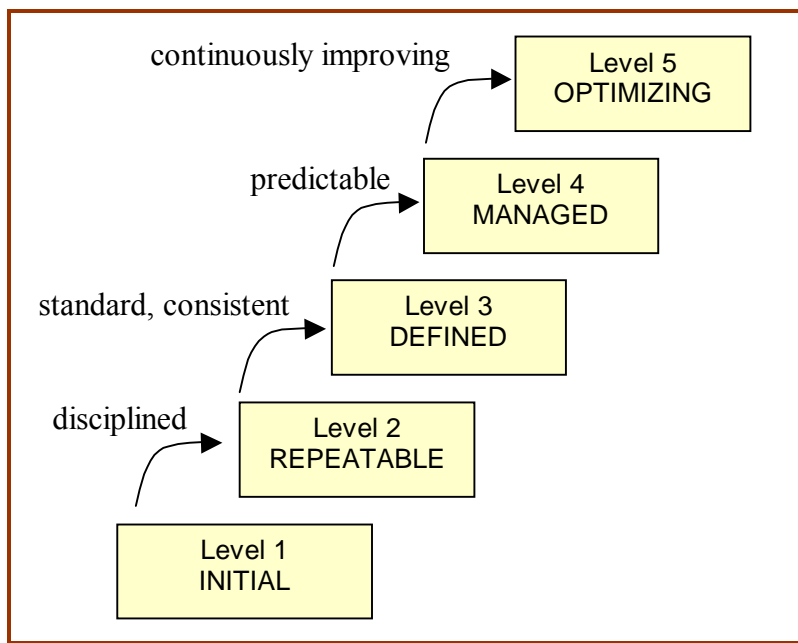 continuously improving
Level 5
OPTIMIZING
predictable
Level 4
MANAGED
standard, consistent
Level 3
DEFINED
disciplined
Level 2
REPEATABLE
Level 1
INITIAL